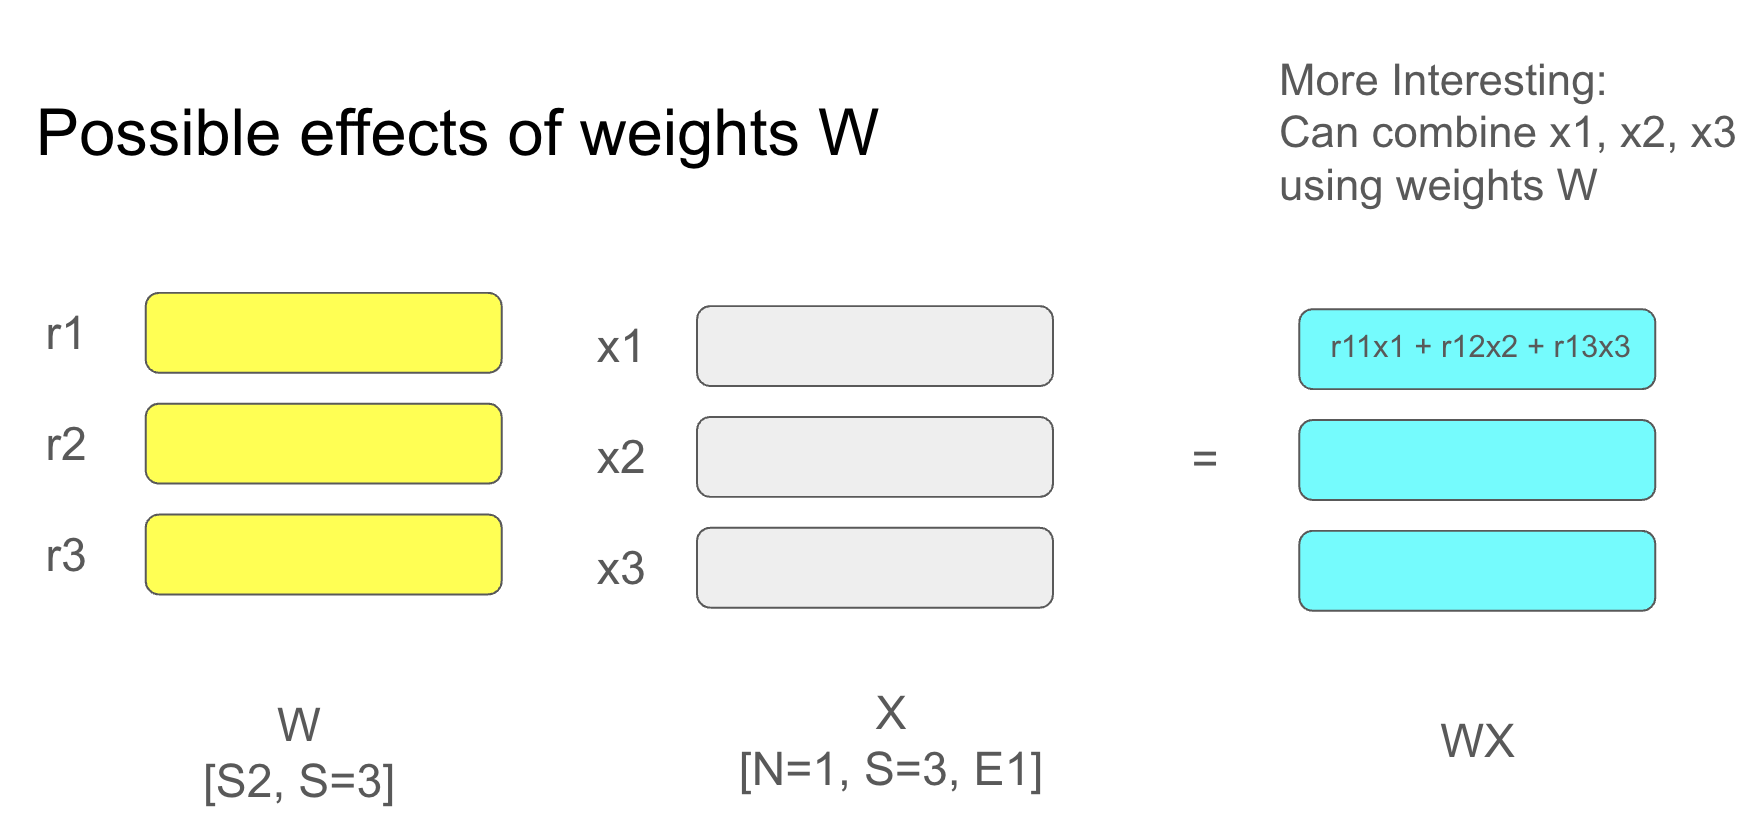 Possible effects of weights W
More Interesting:
Can combine x1, x2, x3
using weights W
r1
r2
r3
x1
x2
x3
=
r11x1 + r12x2 + r13x3
W
[S2, S=3]
X
[N=1, S=3, E1]
WX